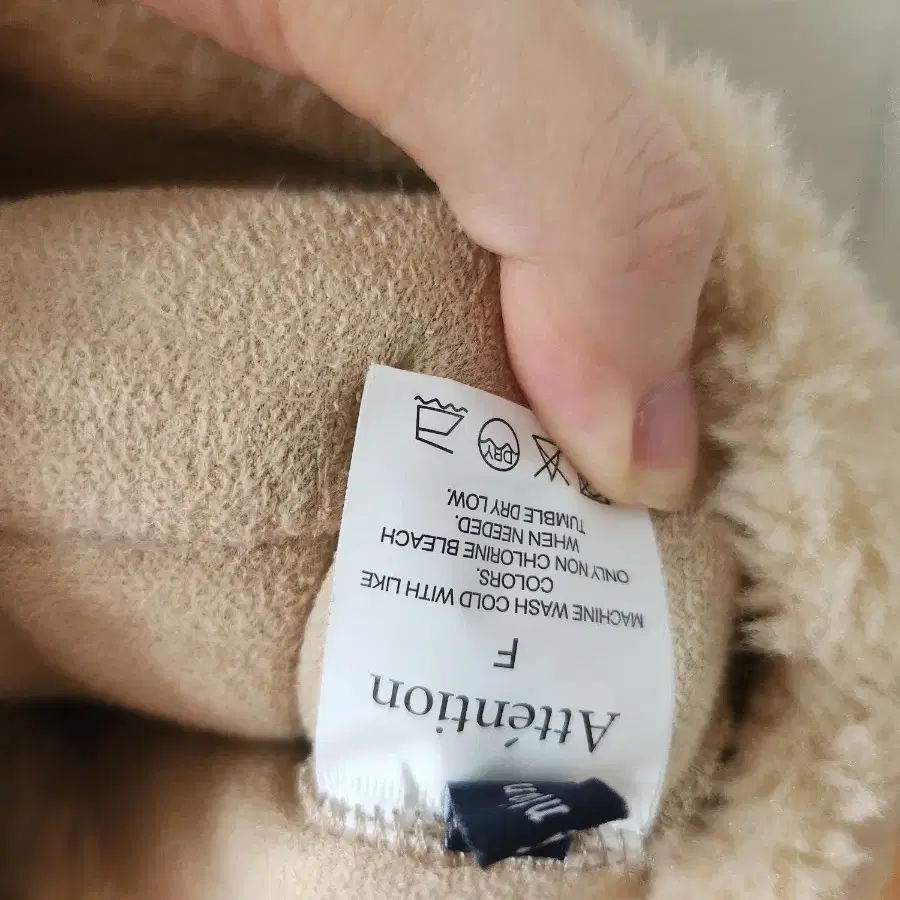 Atténtion
F
MACHINE WASH COLD WITH LIKE
COLORS.
ONLY NON CHLORINE BLEACH
WHEN NEEDED.
TUMBLE DRY LOW.
DRY